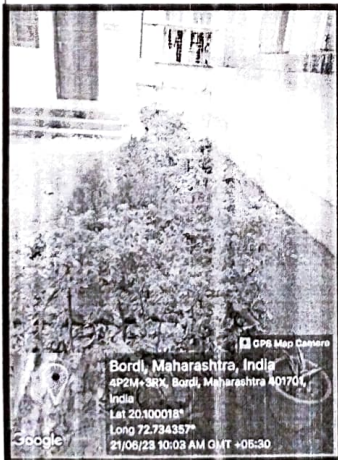 GPS Map Camera
Bordi, Maharashtra, India
4P2M+3RX, Bordi, Maharashtra 401701,
India
Lat 20.100018°
Long 72.734357°
21/06/23 10:03 AM GMT +05:30
Google